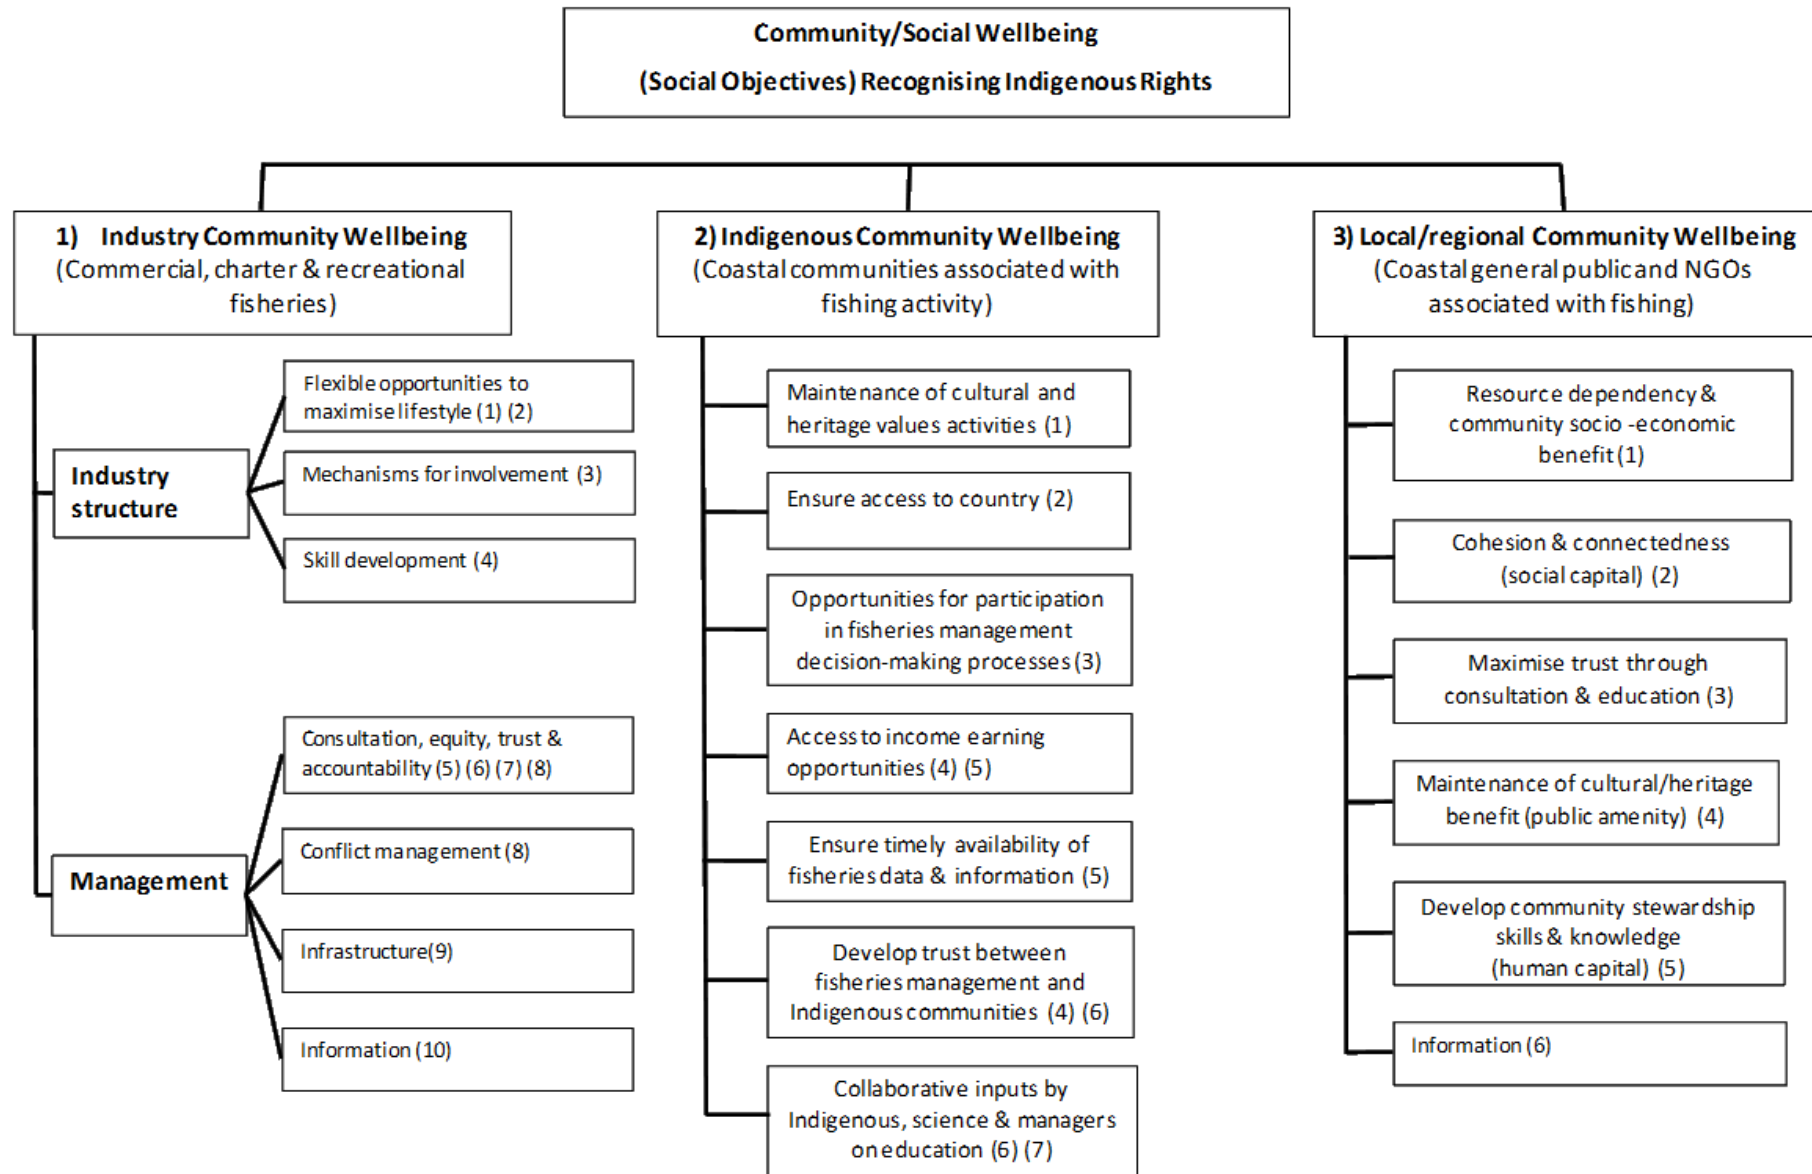 Community/Social Wellbeing
(Social Objectives) Recognising Indigenous Rights
1) Industry Community Wellbeing
(Commercial, charter & recreational
fisheries)
Industry
structure
Flexible opportunities to
maximise lifestyle (1) (2)
Mechanisms for involvement (3)
Skill development (4)
Management
Consultation, equity, trust &
accountability (5) (6) (7) (8)
Conflict management (8)
Infrastructure(9)
Information (10)
2) Indigenous Community Wellbeing
(Coastal communities associated with
fishing activity)
Maintenance of cultural and
heritage values activities (1)
Ensure access to country (2)
Opportunities for participation
in fisheries management
decision-making processes (3)
Access to income earning
opportunities (4) (5)
Ensure timely availability of
fisheries data & information (5)
Develop trust between
fisheries management and
Indigenous communities (4) (6)
Collaborative inputs by
Indigenous, science & managers
on education (6) (7)
3) Local/regional Community Wellbeing
(Coastal general public and NGOs
associated with fishing)
Resource dependency &
community socio -economic
benefit (1)
Cohesion & connectedness
(social capital) (2)
Maximise trust through
consultation & education (3)
Maintenance of cultural/heritage
benefit (public amenity) (4)
Develop community stewardship
skills & knowledge
(human capital) (5)
Information (6)